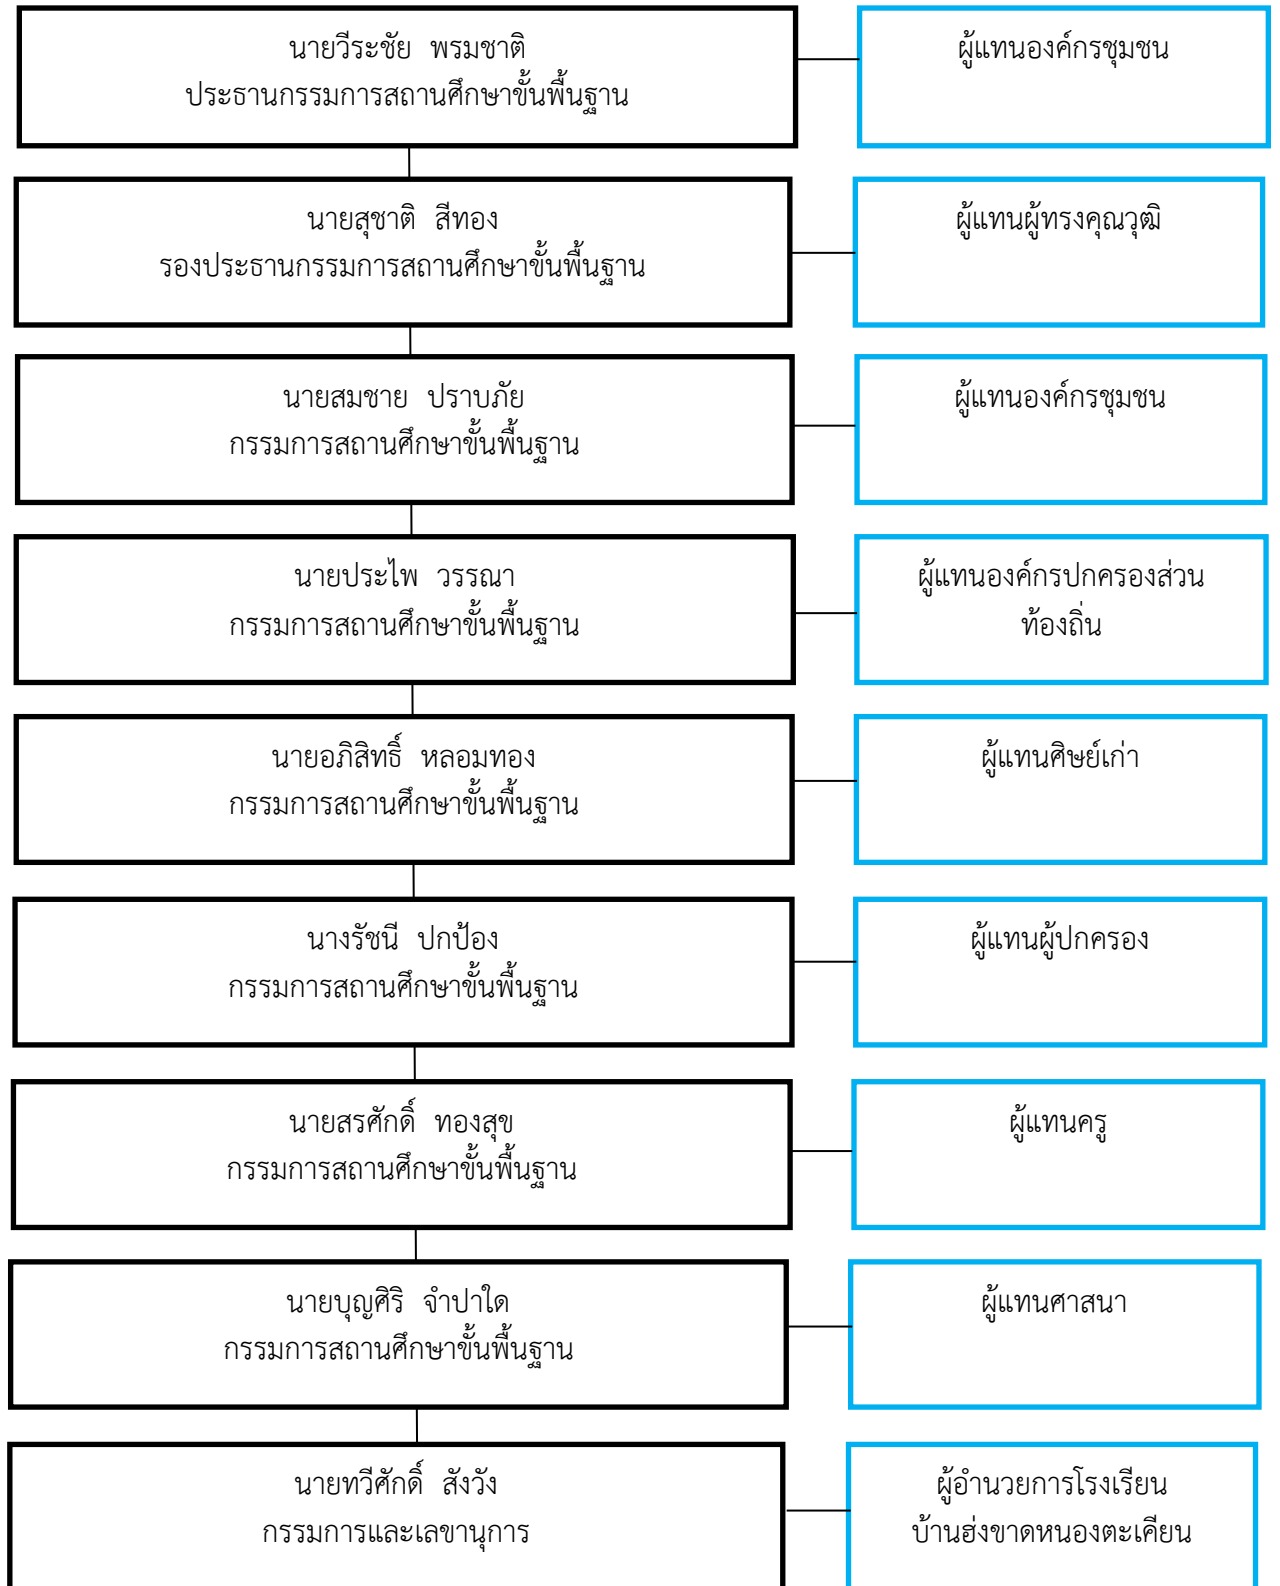 นายวีระชัย พรมชาติ
ประธานกรรมการสถานศึกษาขั้นพื้นฐาน
ผู้แทนองค์กรชุมชน
นายสุชาติ สีทอง
รองประธานกรรมการสถานศึกษาขั้นพื้นฐาน
ผู้แทนผู้ทรงคุณวุฒิ
นายสมชาย ปราบภัย
กรรมการสถานศึกษาขั้นพื้นฐาน
ผู้แทนองค์กรชุมชน
นายประไพ วรรณา
กรรมการสถานศึกษาขั้นพื้นฐาน
ผู้แทนองค์กรปกครองส่วน
ท้องถิ่น
นายอภิสิทธิ์ หลอมทอง
กรรมการสถานศึกษาขั้นพื้นฐาน
ผู้แทนศิษย์เก่า
นางรัชนี ปกป้อง
กรรมการสถานศึกษาขั้นพื้นฐาน
ผู้แทนผู้ปกครอง
นายสรศักดิ์ ทองสุข
กรรมการสถานศึกษาขั้นพื้นฐาน
ผู้แทนครู
นายบุญศิริ จำปาใด
กรรมการสถานศึกษาขั้นพื้นฐาน
ผู้แทนศาสนา
นายทวีศักดิ์ สังวัง
กรรมการและเลขานุการ
ผู้อำนวยการโรงเรียน
บ้านฮ่งขาดหนองตะเคียน